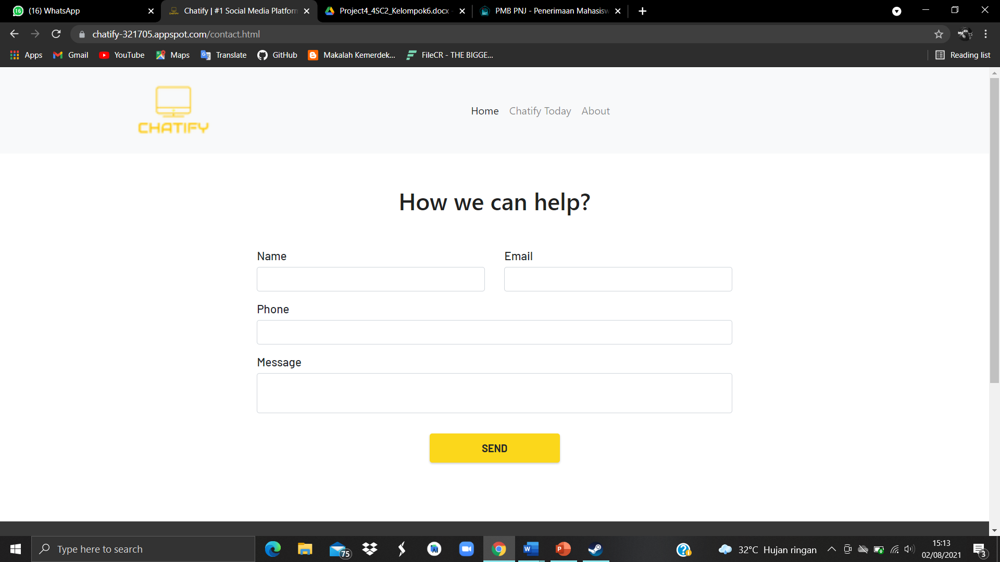 16 (16) WhatsApp
Chatify | #1 Social Media Platform
Project4_4SC2_Kelompok6.docx
PMB PNJ - Penerimaan Mahasisw
chatify-321705.appspot.com/contact.html
Apps Gmail YouTube Maps Translate GitHub Makalah Kemerdek... FileCR - THE BIGGE... Reading list
CHATIFY
Home Chatify Today About
How we can help?
Name Email
Phone
Message
SEND
Type here to search
75
32°C Hujan ringan
15:13
02/08/2021
3